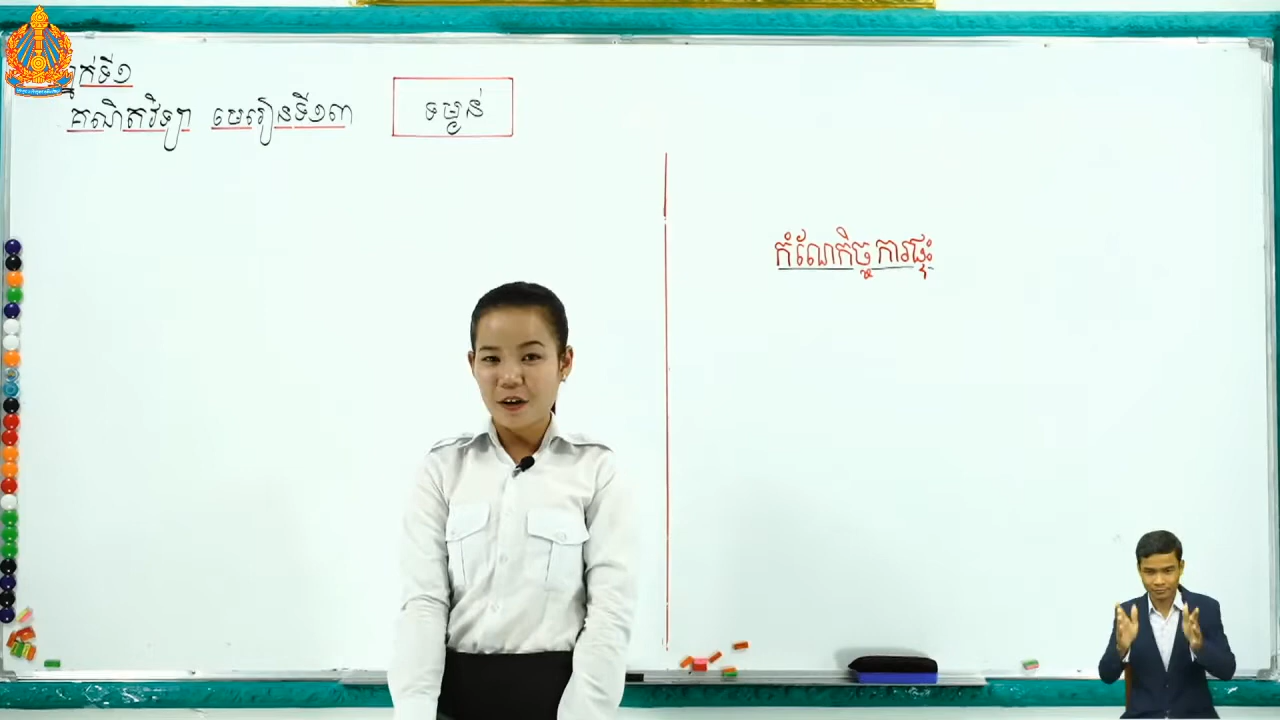 ថ្នាក់ទី១
គណិតវិទ្យា មេរៀនទី១៣
ទម្ងន់
កំណែកិច្ចការផ្ទះ